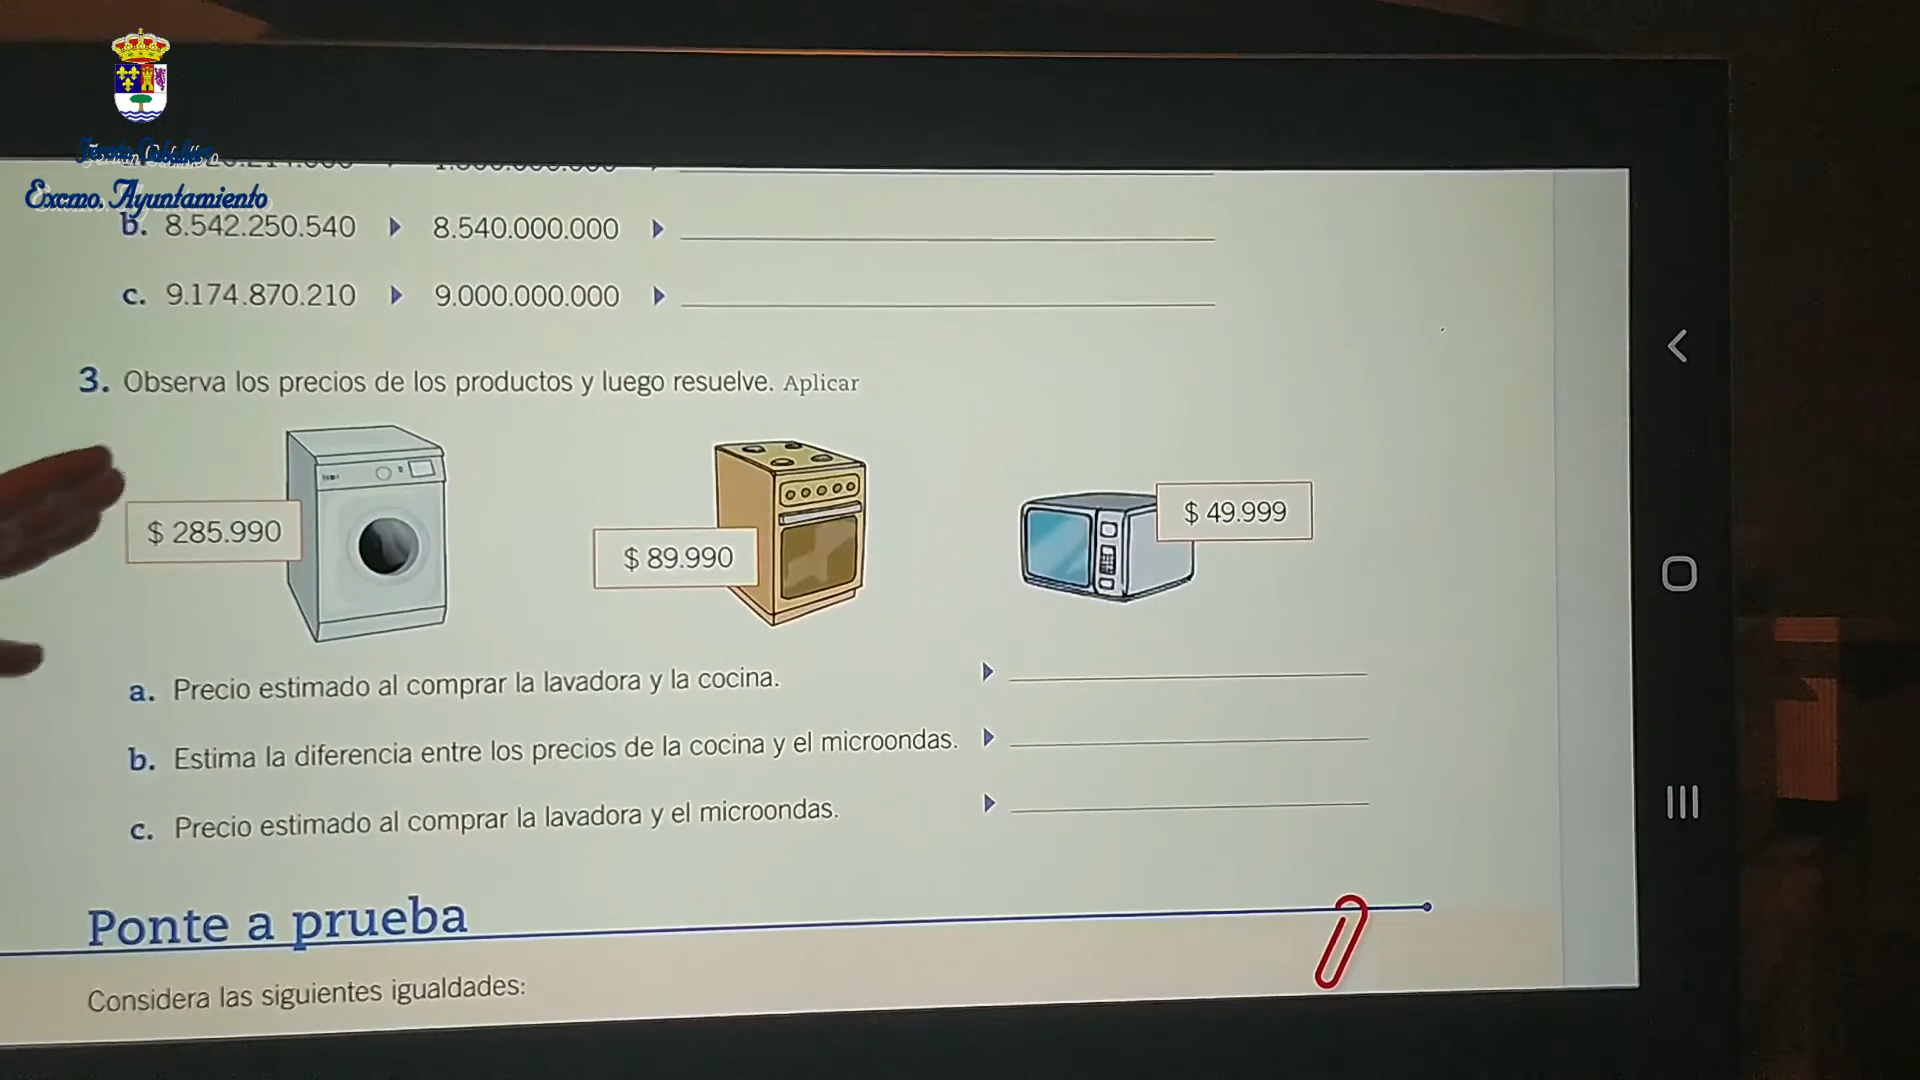 Fernán Caballero
Excmo. Ayuntamiento
b. 8.542.250.540 8.540.000.000
c. 9.174.870.210 9.000.000.000
3. Observa los precios de los productos y luego resuelve. Aplicar
$ 285.990
$ 89.990
$ 49.999
a. Precio estimado al comprar la lavadora y la cocina.
b. Estima la diferencia entre los precios de la cocina y el microondas.
c. Precio estimado al comprar la lavadora y el microondas.
Ponte a prueba
Considera las siguientes igualdades: